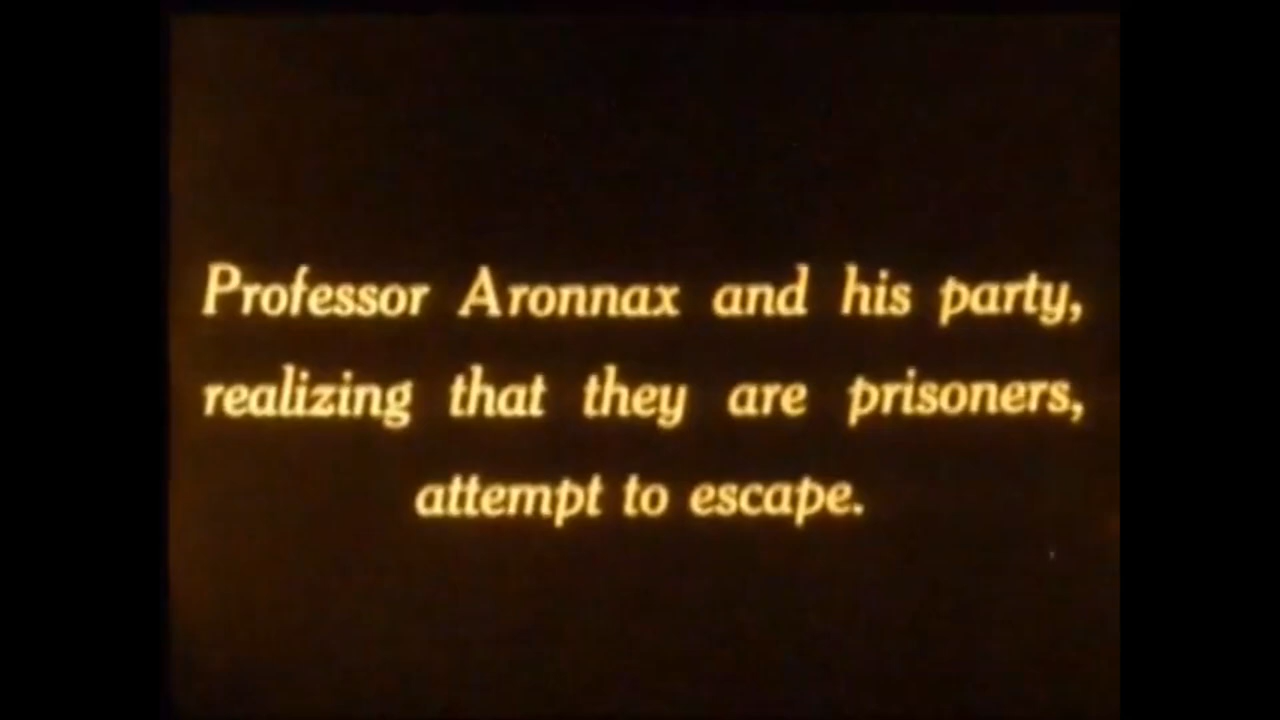 Professor Aronnax and his party,
realizing that they are prisoners,
attempt to escape.